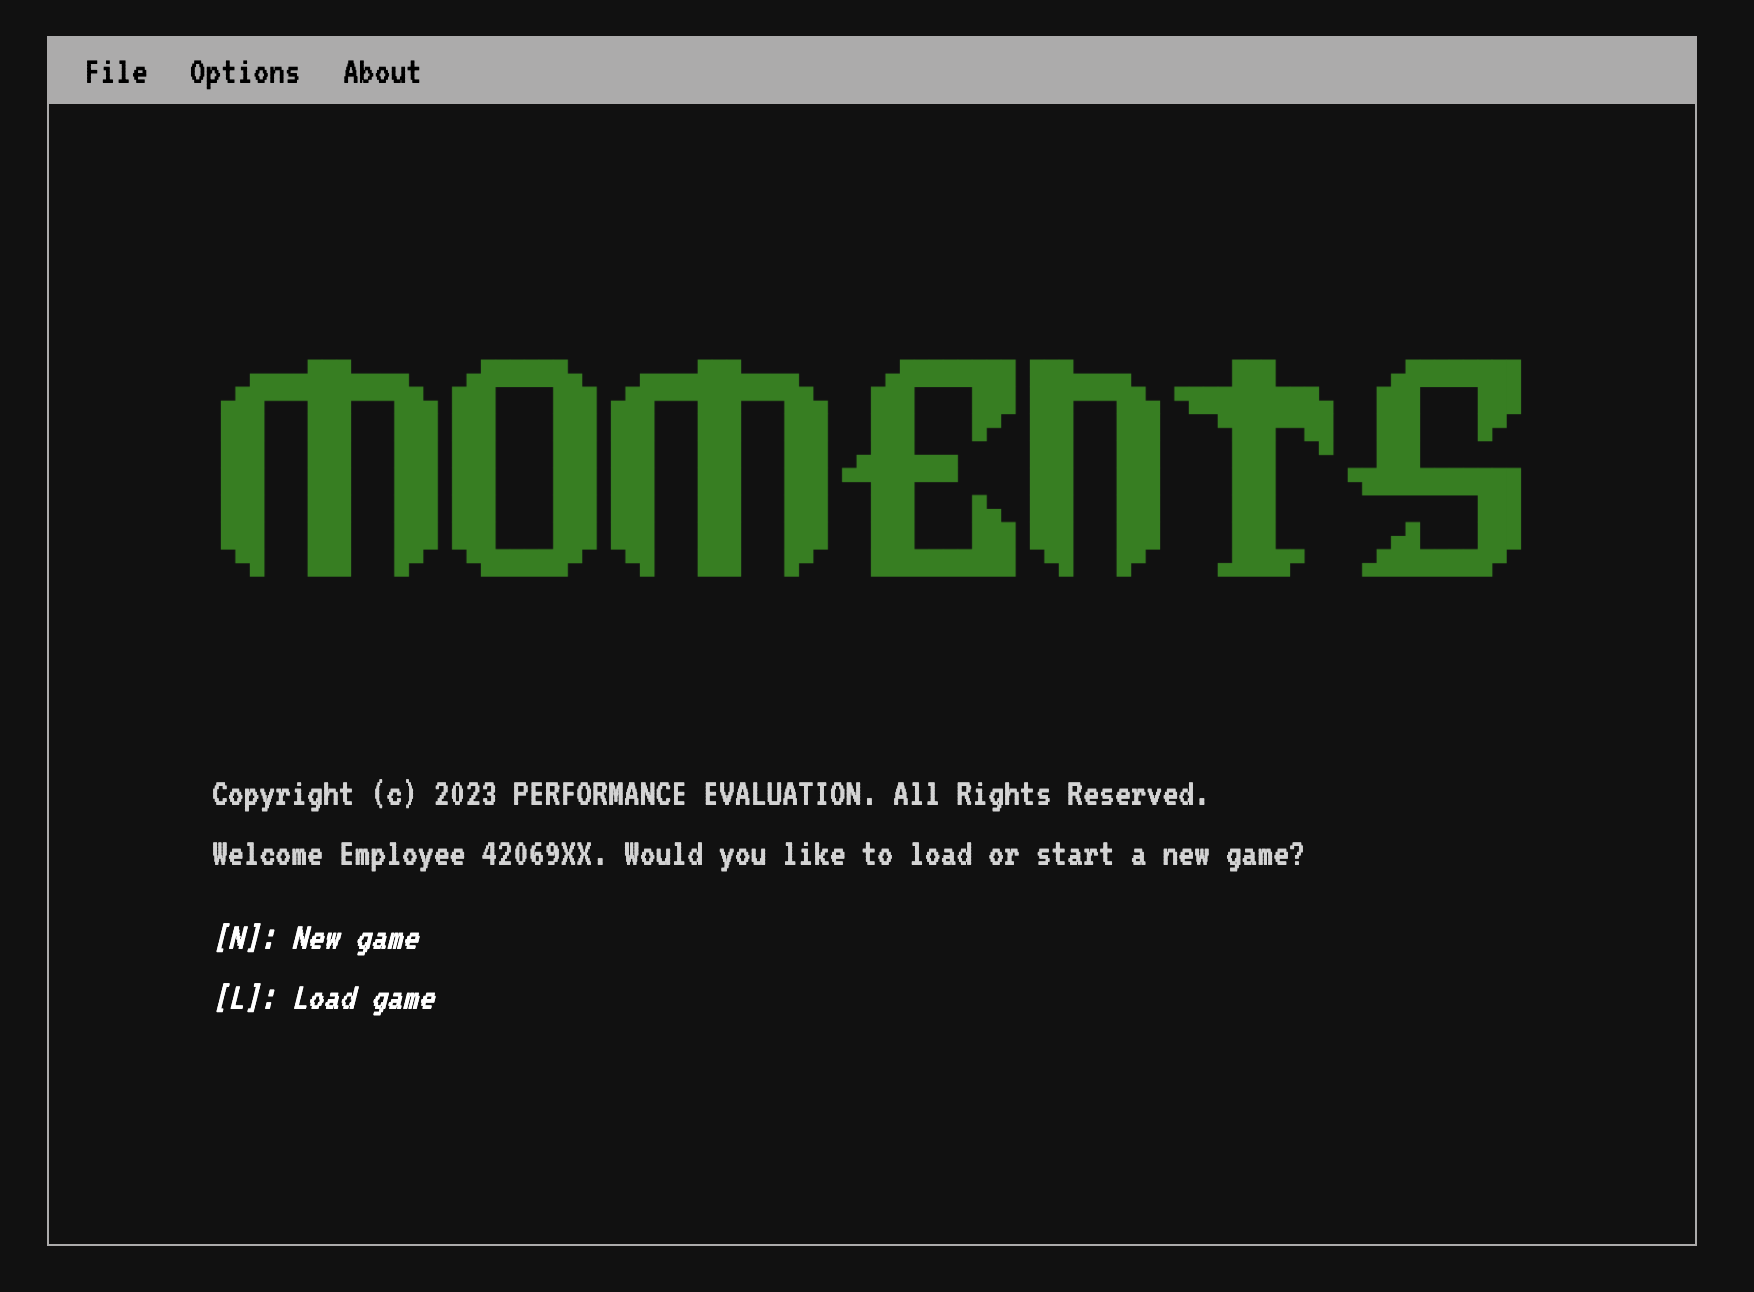 File Options About
moments
Copyright (c) 2023 PERFORMANCE EVALUATION. All Rights Reserved.
Welcome Employee 42069XX. Would you like to load or start a new game?
[N]: New game
[L]: Load game